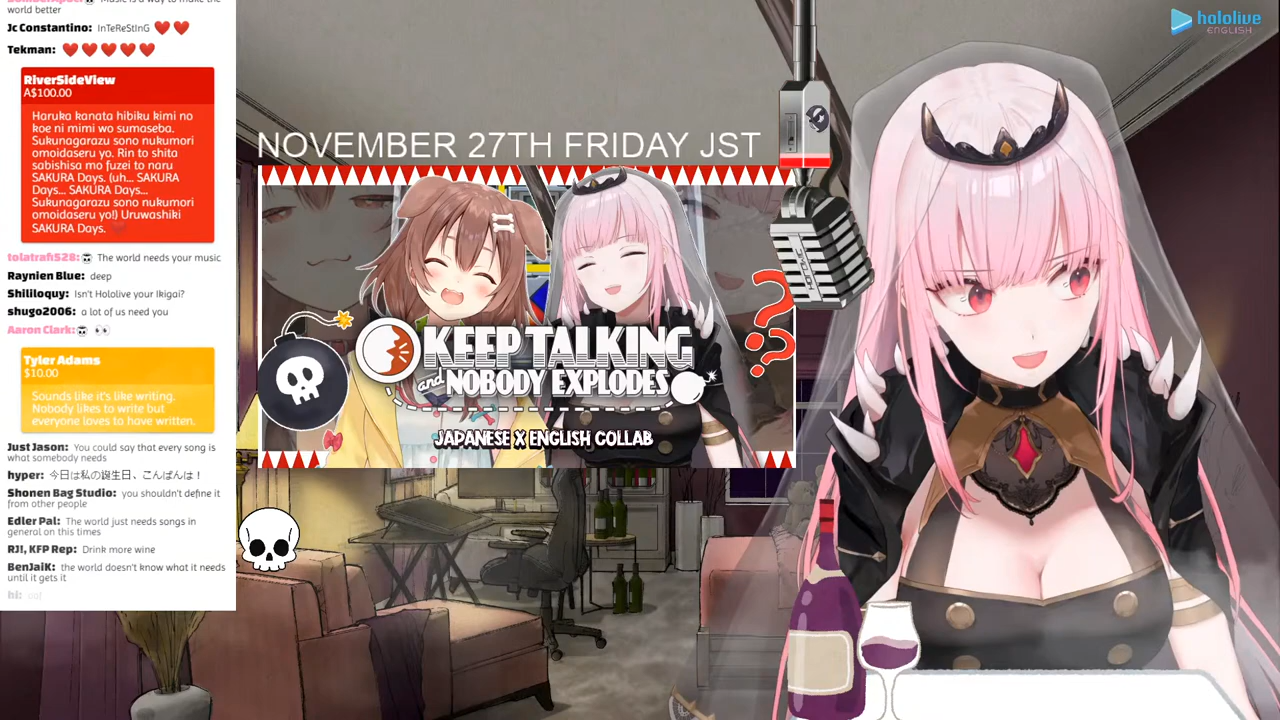 world better
Jc Constantino: InTeReStInG
Tekman:
RiverSideView
A$100.00
Haruka kanata hibiku kimi no
koe ni mimi wo sumaseba.
Sukunagarazu sono nukumori
omoidaseru yo. Rin to shita
sabishisa mo fuzei to naru
SAKURA Days. (uh... SAKURA
Days... SAKURA Days...
Sukunagarazu sono nukumori
omoidaseru yo!) Uruwashiki
SAKURA Days.
tolatrafi528: The world needs your music
Raynien Blue: deep
Shililoquy: Isn't Hololive your Ikigai?
shugo2006: a lot of us need you
Aaron Clark:
Tyler Adams
$10.00
Sounds like it's like writing.
Nobody likes to write but
everyone loves to have written.
Just Jason: You could say that every song is
what somebody needs
hyper: 今日は私の誕生日、こんばんは！
Shonen Bag Studio: you shouldn't define it
from other people
Edler Pal: The world just needs songs in
general on this times
RJ!, KFP Rep: Drink more wine
BenJaiK: the world doesn't know what it needs
until it gets it
hi:
NOVEMBER 27TH FRIDAY JST
KEEP TALKING
and NOBODY EXPLODES
JAPANESE X ENGLISH COLLAB
??
hololive
ENGLISH